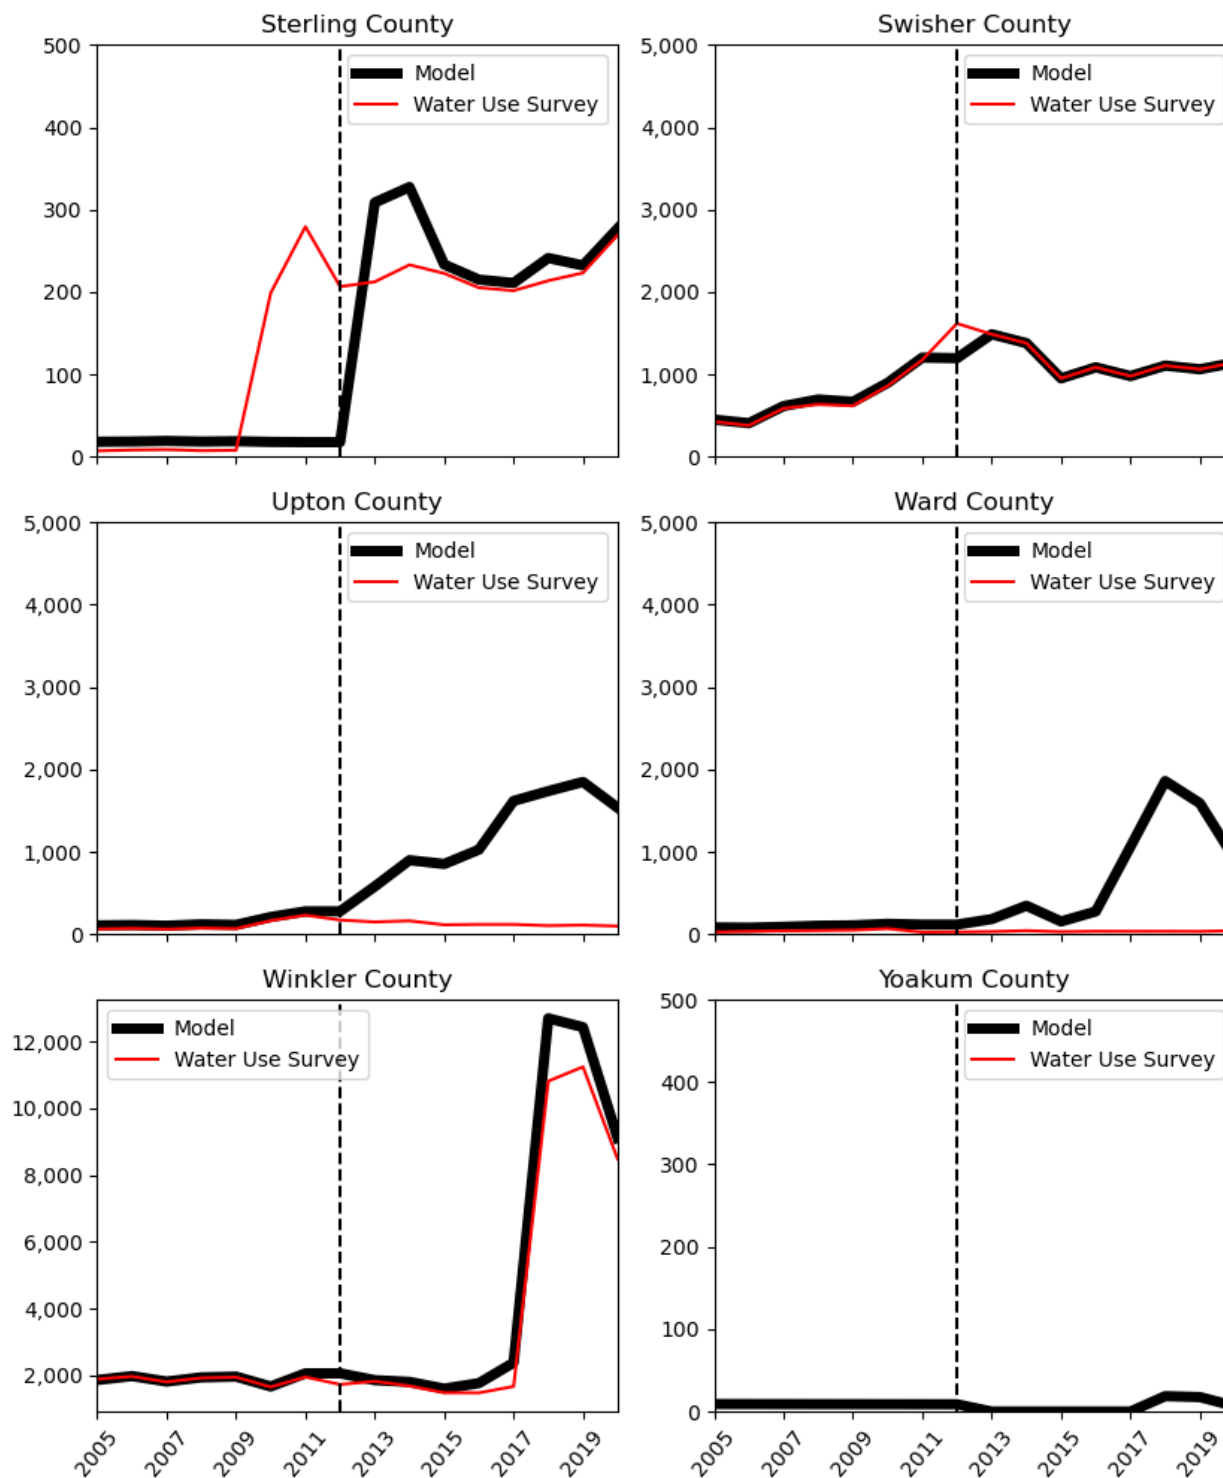 Sterling County
500
400
300
200
100
0
Model
Water Use Survey
Swisher County
5,000
4,000
3,000
2,000
1,000
0
Model
Water Use Survey
Upton County
5,000
4,000
3,000
2,000
1,000
0
Model
Water Use Survey
Ward County
5,000
4,000
3,000
2,000
1,000
0
Model
Water Use Survey
Winkler County
12,000
10,000
8,000
6,000
4,000
2,000
Model
Water Use Survey
2005 2007 2009 2011 2013 2015 2017 2019
Yoakum County
500
400
300
200
100
0
Model
Water Use Survey
2005 2007 2009 2011 2013 2015 2017 2019